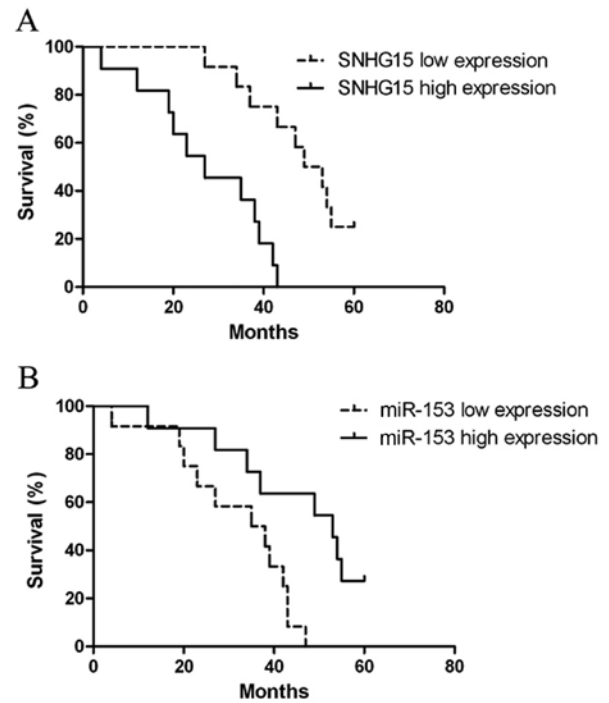 A
SNHG15 low expression
SNHG15 high expression
Survival (%)
100
80
60
40
20
0
0 20 40 60 80
Months
B
miR-153 low expression
miR-153 high expression
Survival (%)
100
80
60
40
20
0
0 20 40 60 80
Months